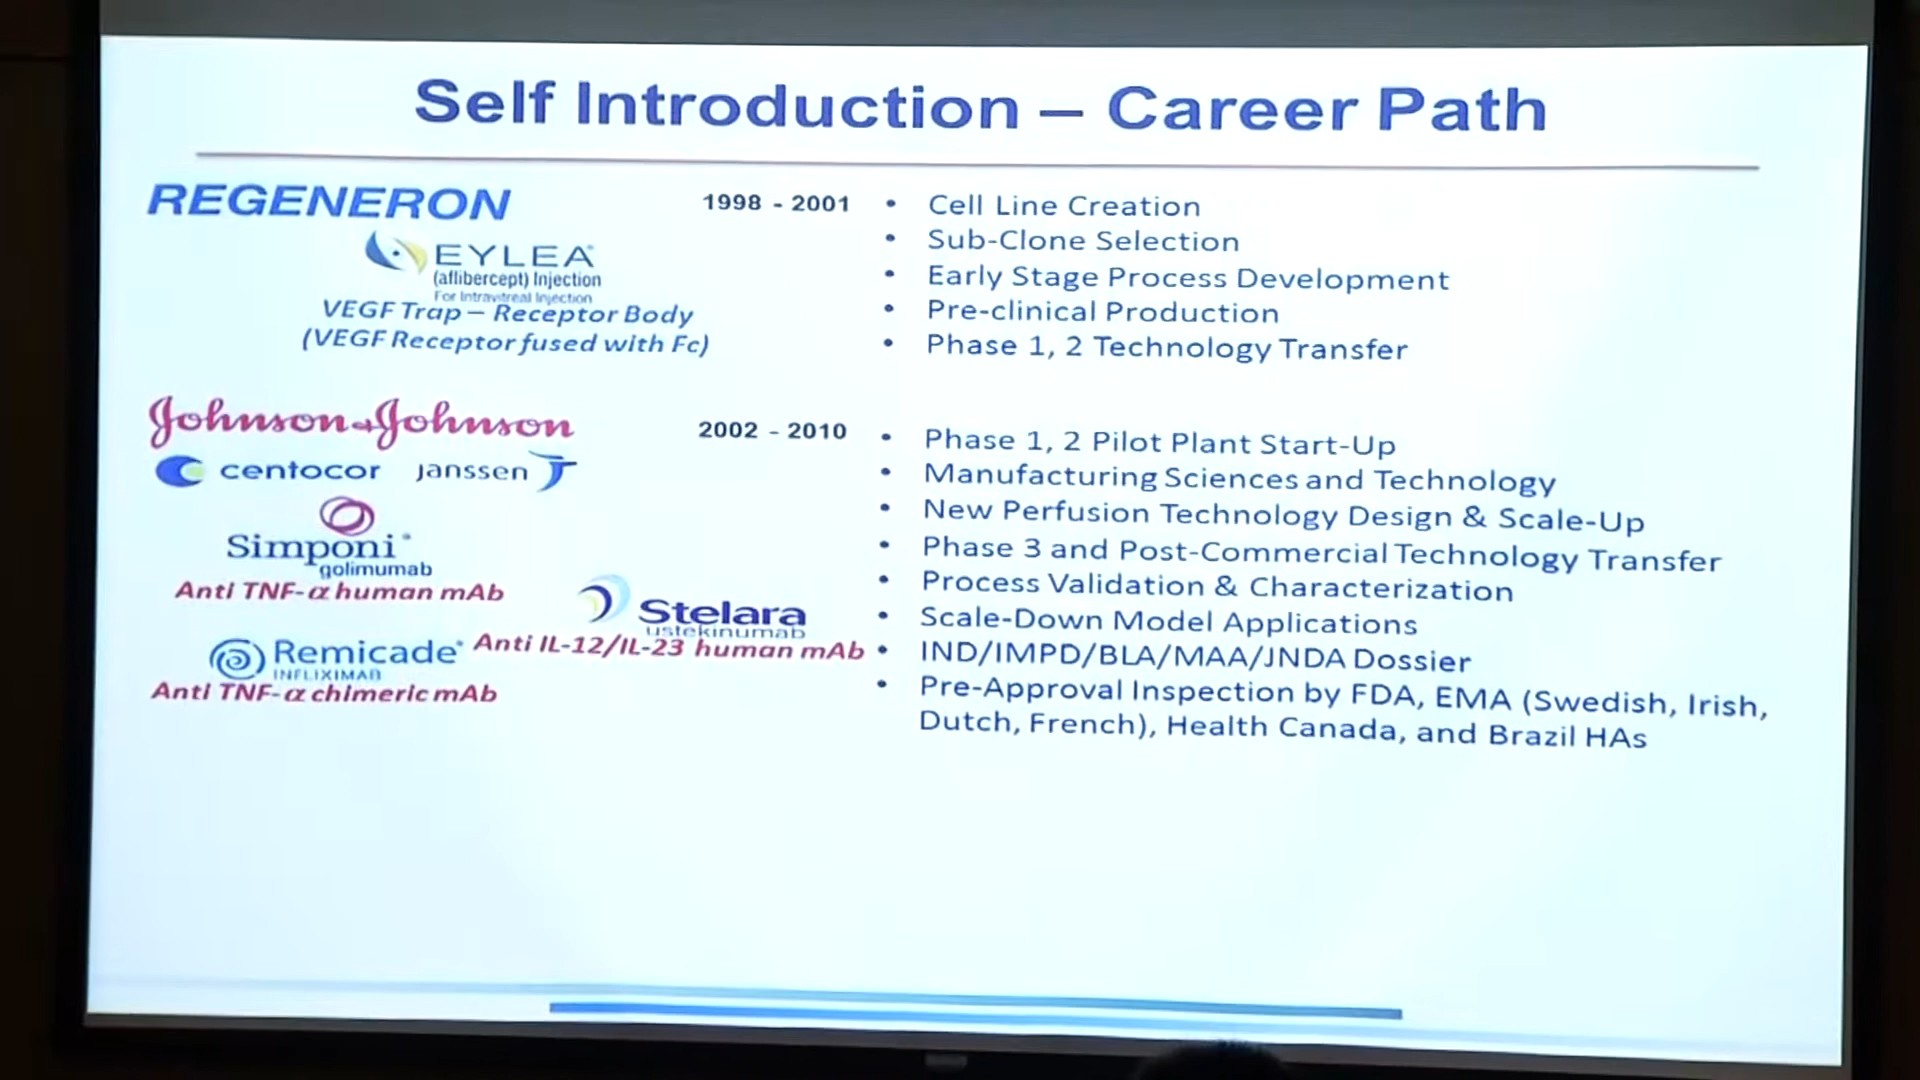 Self Introduction – Career Path
REGENERON
EYLEA®
(aflibercept) Injection
For Intravitreal Injection
VEGF Trap – Receptor Body
(VEGF Receptor fused with Fc)
1998 - 2001
• Cell Line Creation
• Sub-Clone Selection
• Early Stage Process Development
• Pre-clinical Production
• Phase 1, 2 Technology Transfer
Johnson & Johnson
centocor
Janssen
Simponi®
golimumab
Anti TNF-α human mAb
Stelara
ustekinumab
Anti IL-12/IL-23 human mAb
Remicade®
INFLIXIMAB
Anti TNF-α chimeric mAb
2002 - 2010
• Phase 1, 2 Pilot Plant Start-Up
• Manufacturing Sciences and Technology
• New Perfusion Technology Design & Scale-Up
• Phase 3 and Post-Commercial Technology Transfer
• Process Validation & Characterization
• Scale-Down Model Applications
• IND/IMPD/BLA/MAA/JNDA Dossier
• Pre-Approval Inspection by FDA, EMA (Swedish, Irish,
Dutch, French), Health Canada, and Brazil HAs